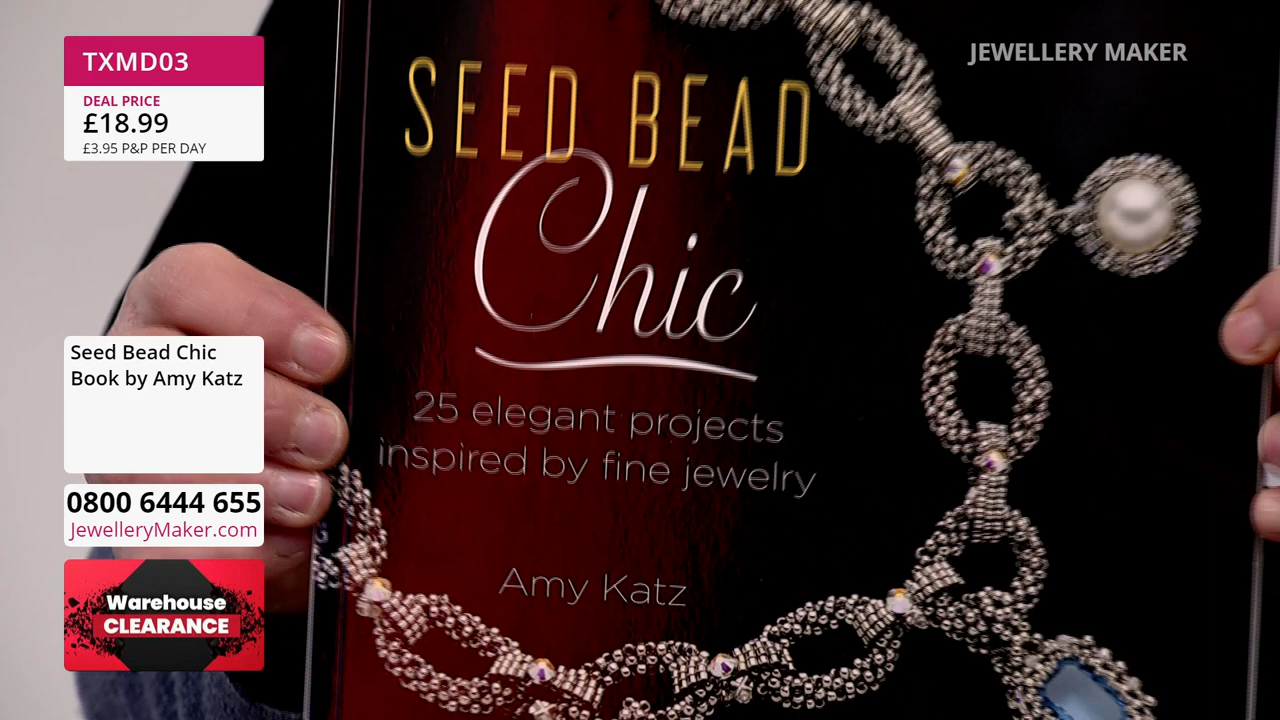 TXMD03
DEAL PRICE
£18.99
£3.95 P&P PER DAY
JEWELLERY MAKER
SEED BEAD
Chic
25 elegant projects
inspired by fine jewelry
Amy Katz
Seed Bead Chic
Book by Amy Katz
0800 6444 655
JewelleryMaker.com
Warehouse
CLEARANCE